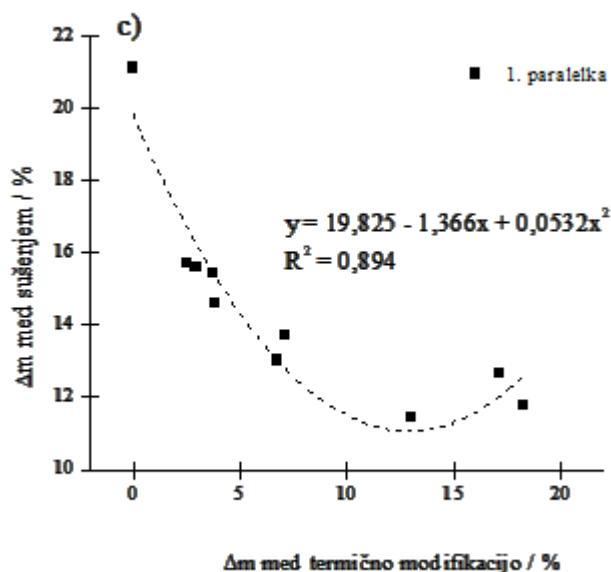 c)
22
20
18
16
14
12
10
Δm med sušenjem / %
1. paralelka
y = 19,825 - 1,366x + 0,0532x²
R² = 0,894
0 5 10 15 20
Δm med termično modifikacijo / %